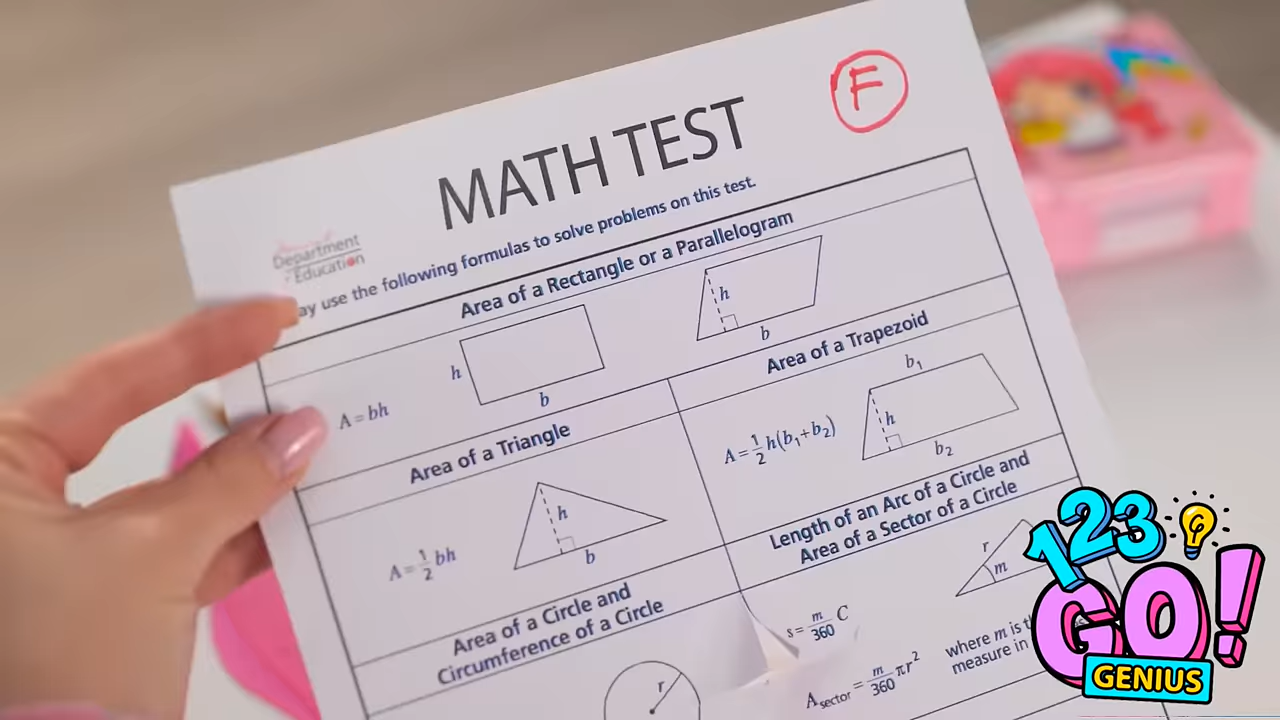 F
MATH TEST
Department
Education
use the following formulas to solve problems on this test.
Area of a Rectangle or a Parallelogram
h
b
h
b
A = bh
Area of a Triangle
h
b
A = 1/2 bh
Area of a Trapezoid
b₁
h
b₂
A = 1/2 h(b₁+b₂)
Area of a Circle and
Circumference of a Circle
r
Length of an Arc of a Circle and
Area of a Sector of a Circle
r
m
s = m/360 C
A sector = m/360 πr²
where m is
measure in
123
GO!
GENIUS